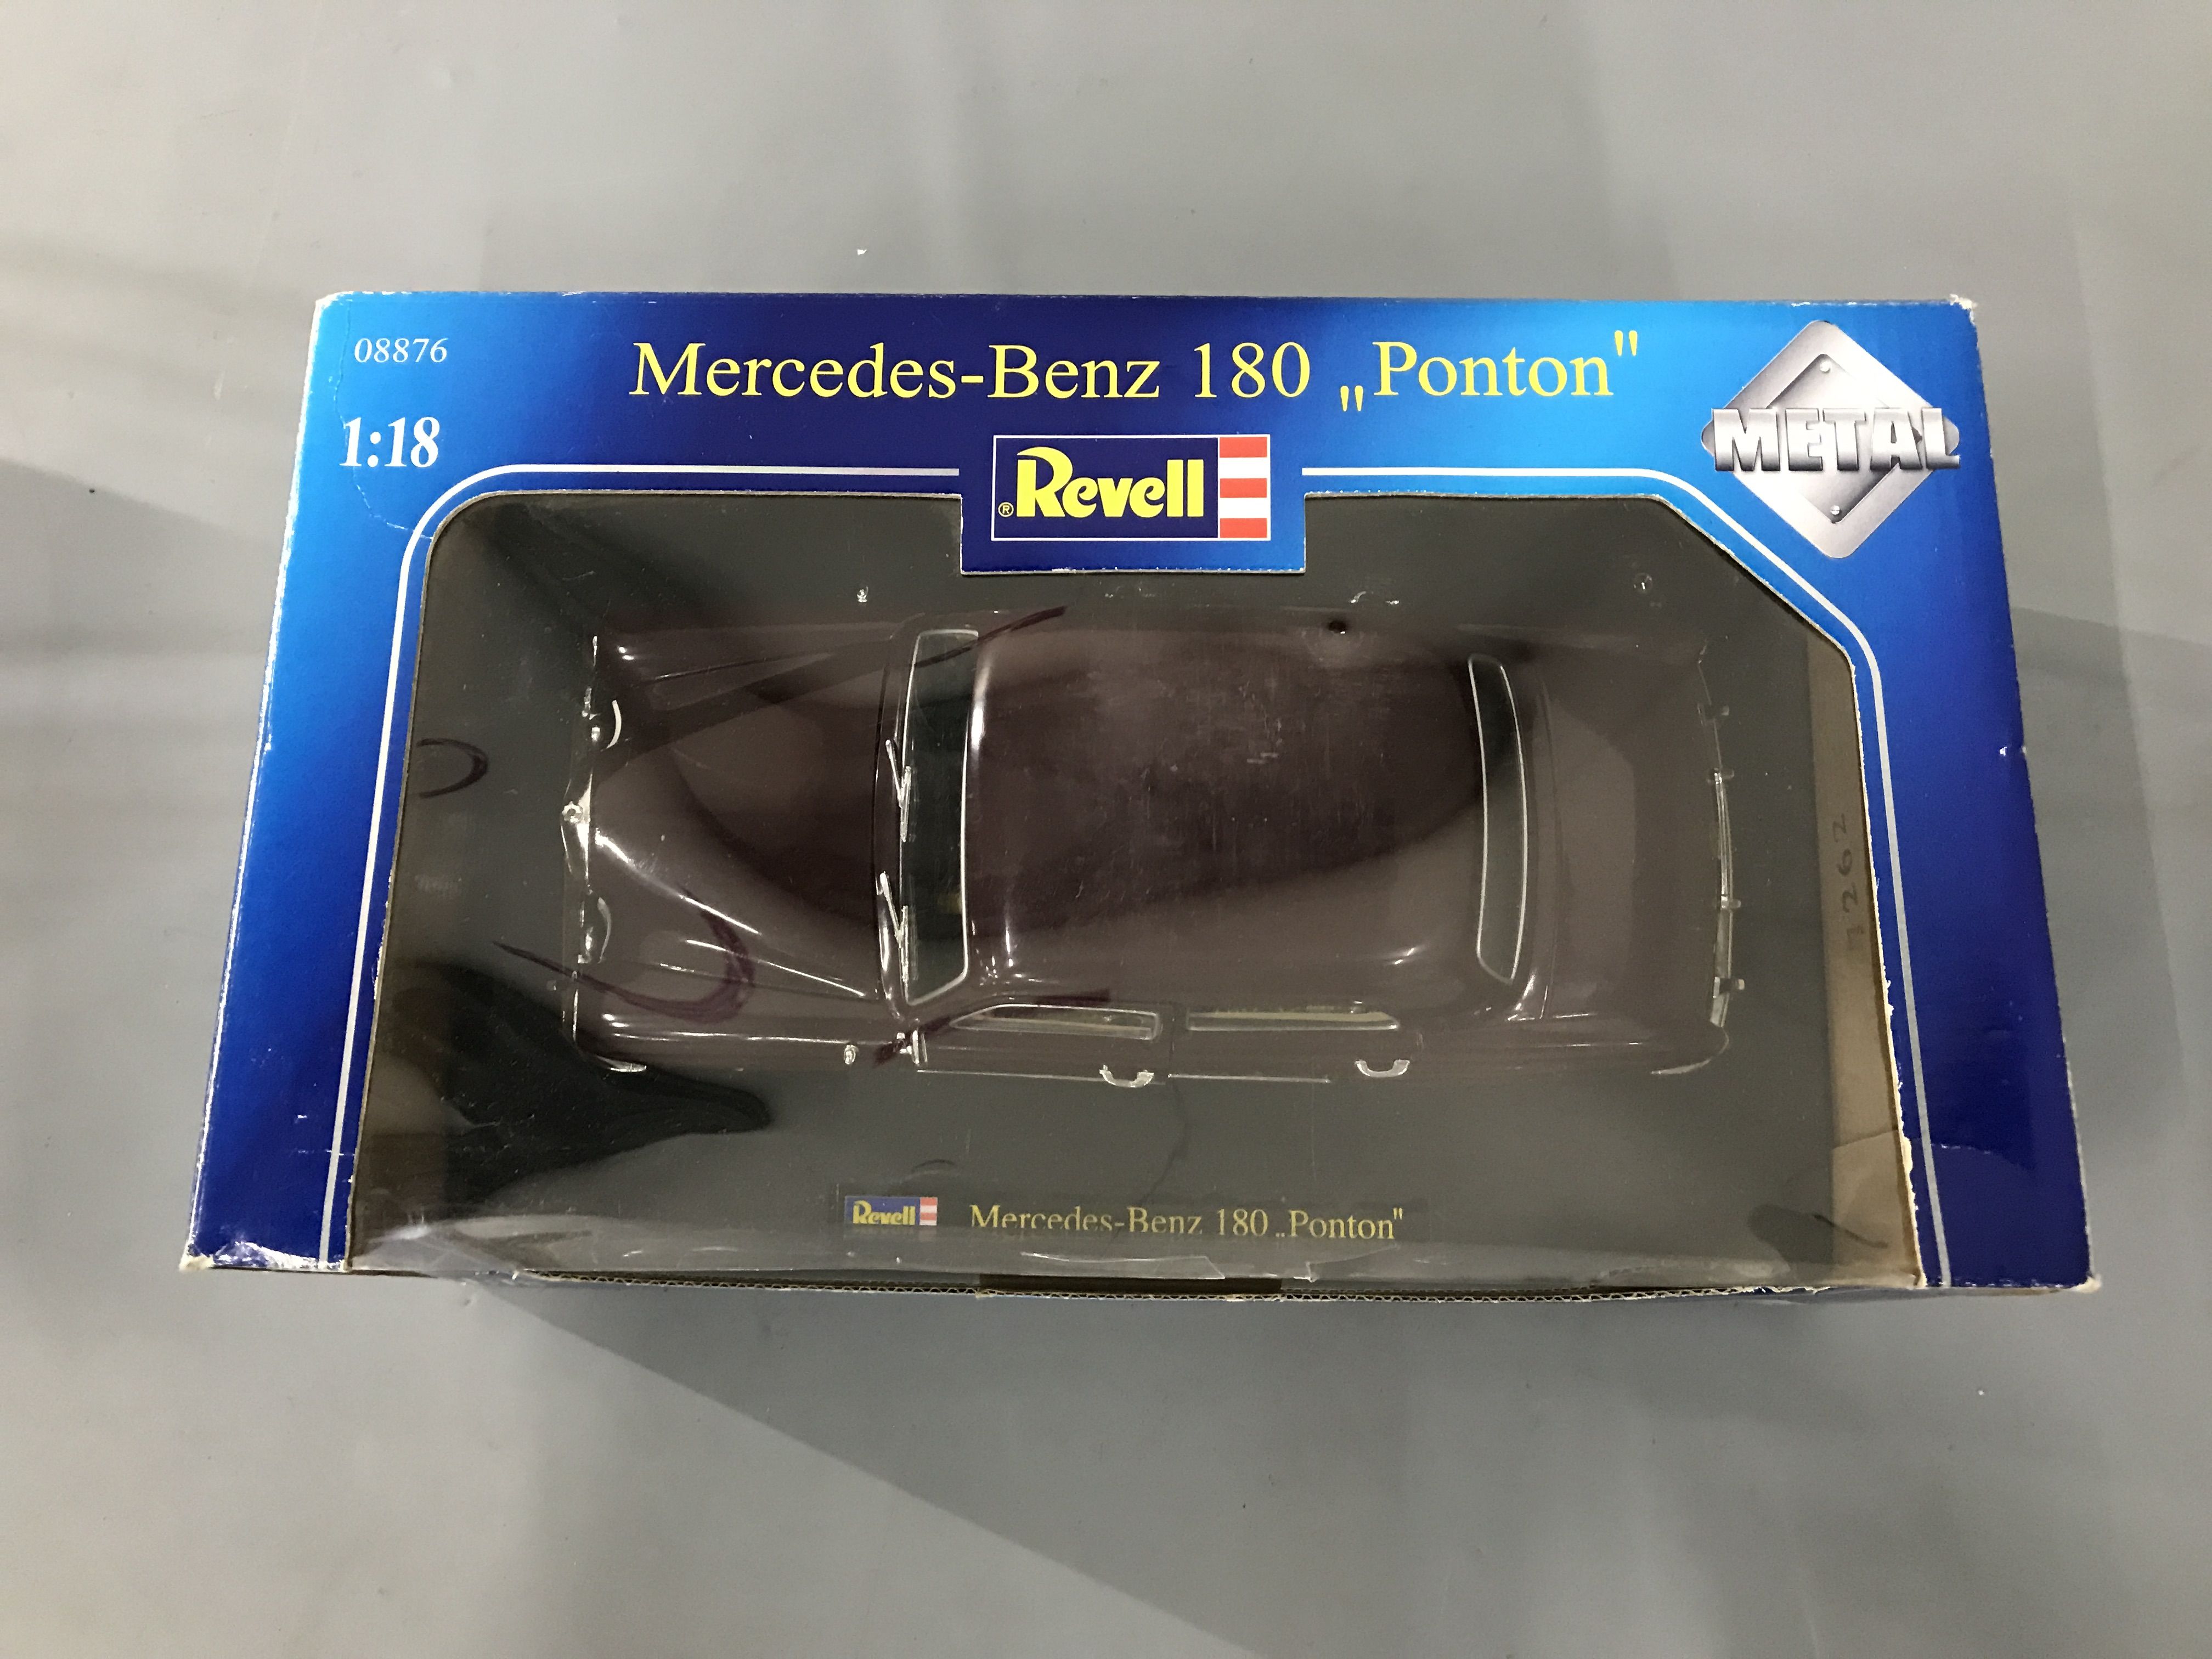 08876
Mercedes-Benz 180 „Ponton"
1:18
METAL
® Revell
Revell Mercedes-Benz 180 „Ponton"